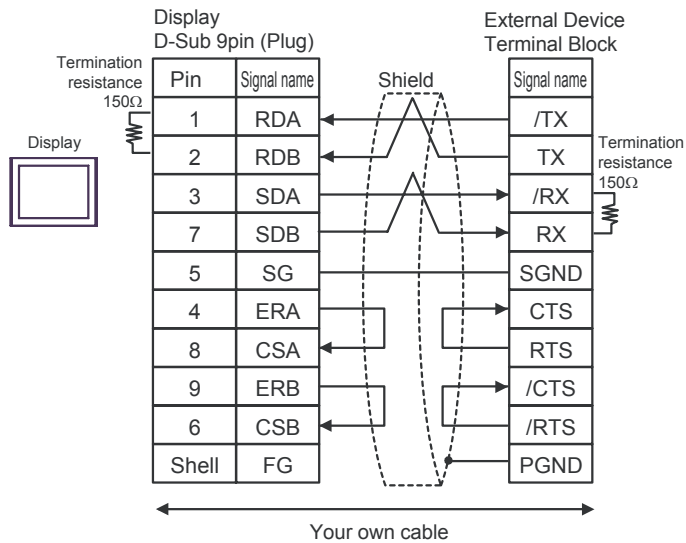 Display
D-Sub 9pin (Plug)
External Device
Terminal Block
Termination
resistance
150Ω
Display
Pin Signal name
Shield
Signal name
1 RDA /TX
2 RDB TX
3 SDA /RX
7 SDB RX
5 SG SGND
4 ERA CTS
8 CSA RTS
9 ERB /CTS
6 CSB /RTS
Shell FG PGND
Termination
resistance
150Ω
Your own cable